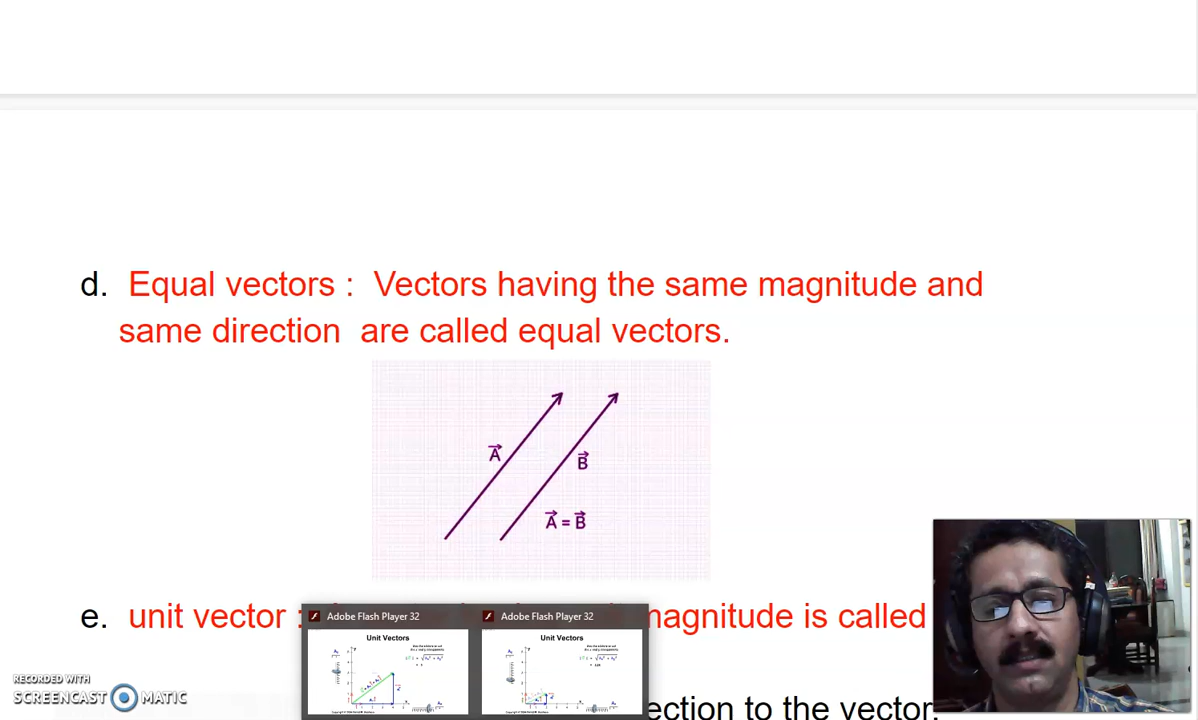 d. Equal vectors : Vectors having the same magnitude and
same direction are called equal vectors.
A
B
A = B
e. unit vector :
magnitude is called
Adobe Flash Player 32
Adobe Flash Player 32
Unit Vectors
Unit Vectors
ection to the vector.
RECORDED WITH
SCREENCAST MATIC